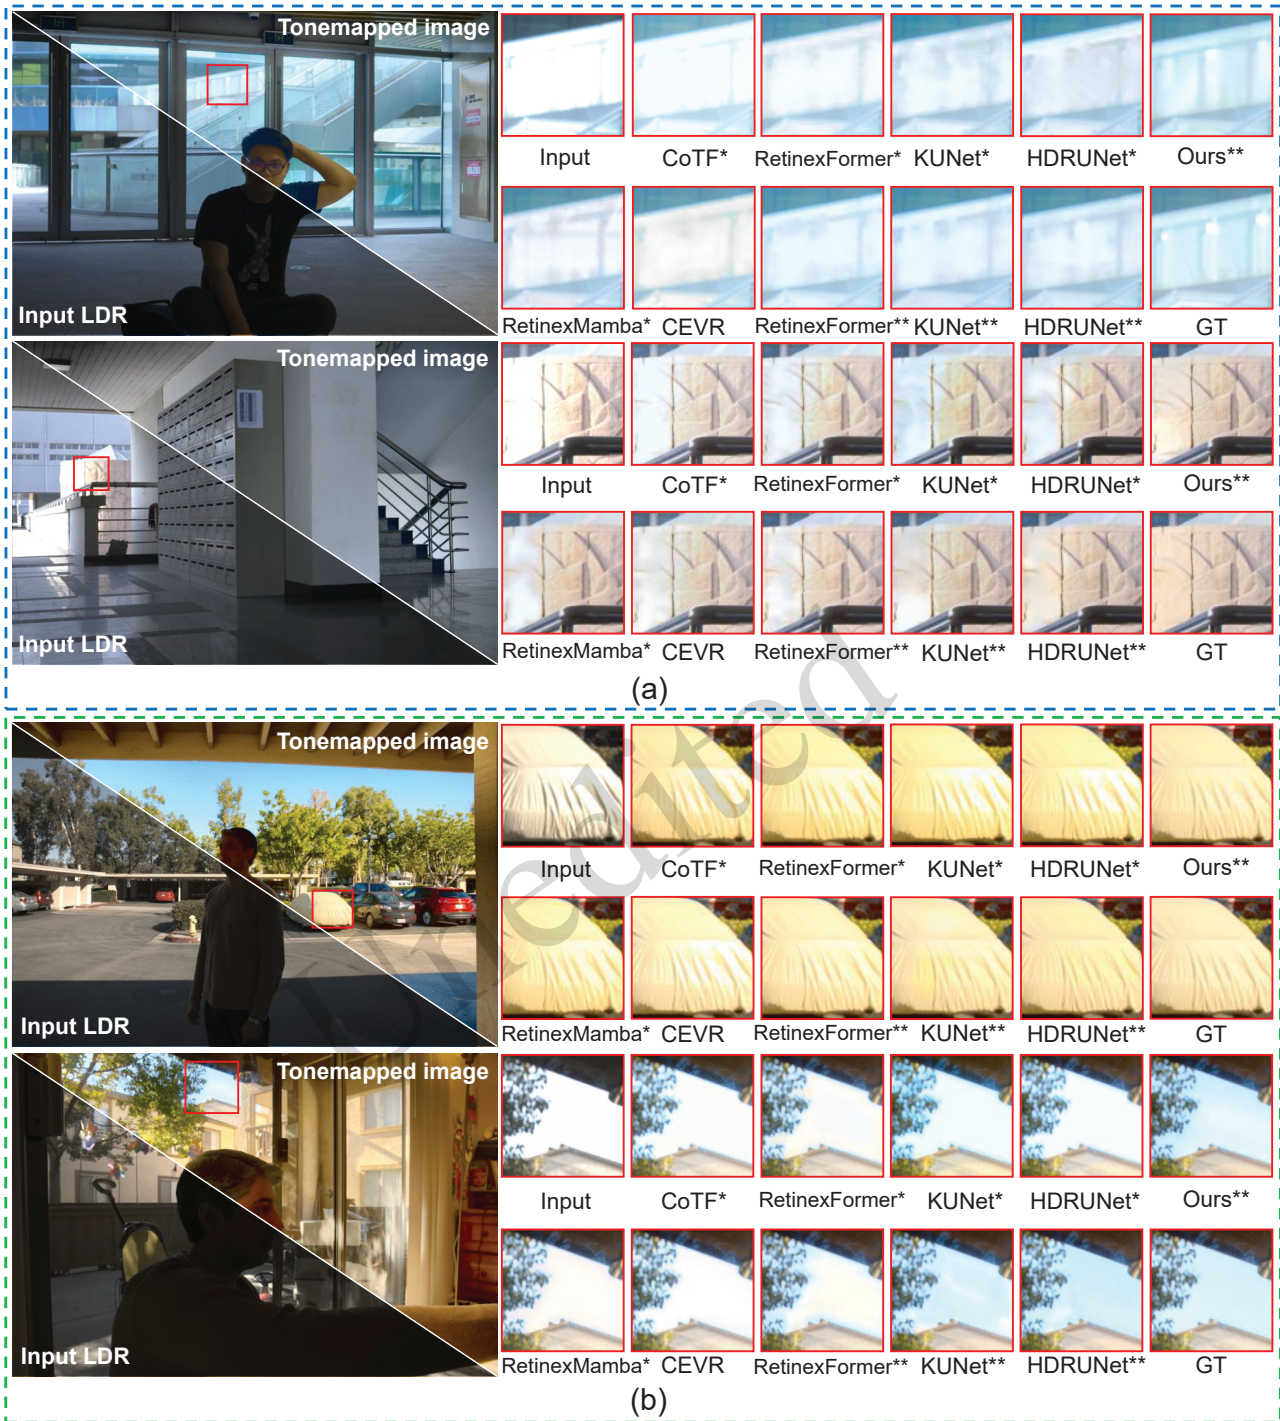 Tonemapped image
Input LDR
Input CoTF* RetinexFormer* KUNet* HDRUNet* Ours**
RetinexMamba* CEVR RetinexFormer** KUNet** HDRUNet** GT
Tonemapped image
Input LDR
Input CoTF* RetinexFormer* KUNet* HDRUNet* Ours**
RetinexMamba* CEVR RetinexFormer** KUNet** HDRUNet** GT
(a)
Tonemapped image
Input LDR
Input CoTF* RetinexFormer* KUNet* HDRUNet* Ours**
RetinexMamba* CEVR RetinexFormer** KUNet** HDRUNet** GT
Tonemapped image
Input LDR
Input CoTF* RetinexFormer* KUNet* HDRUNet* Ours**
RetinexMamba* CEVR RetinexFormer** KUNet** HDRUNet** GT
(b)
Unedited